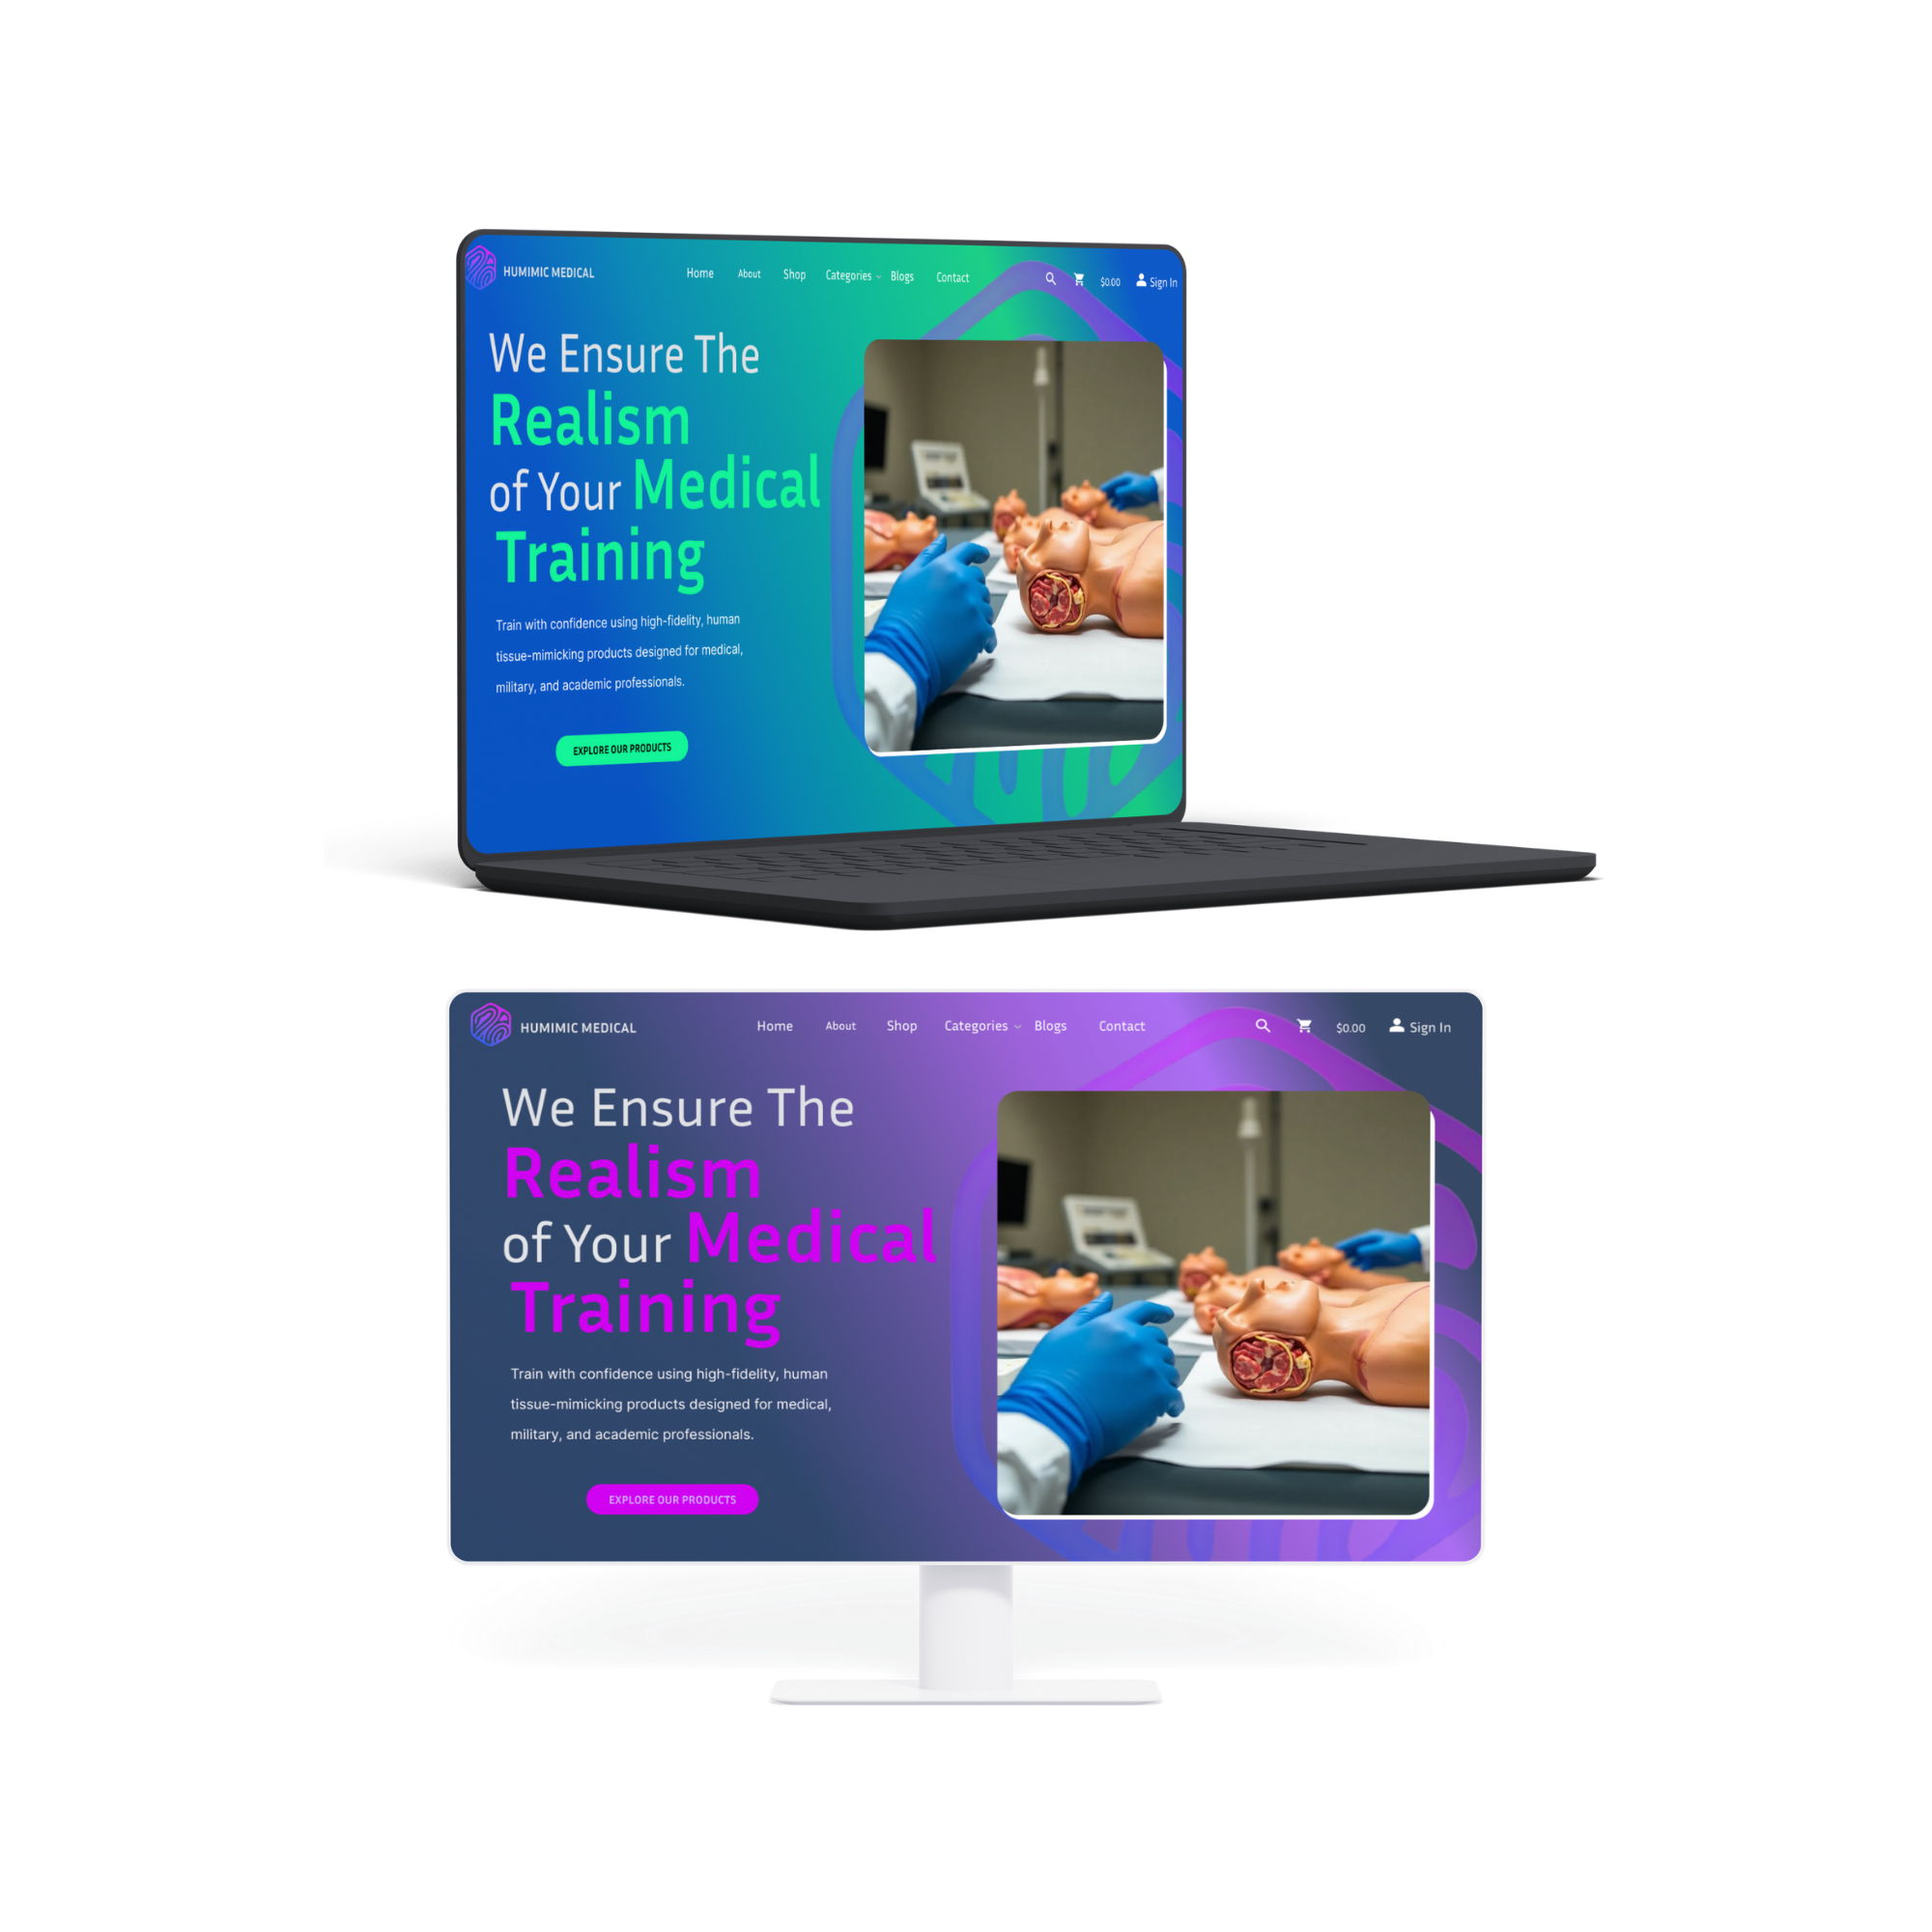 HUMIMIC MEDICAL Home About Shop Categories Blogs Contact $0.00 Sign In
We Ensure The
Realism
of Your Medical
Training
Train with confidence using high-fidelity, human
tissue-mimicking products designed for medical,
military, and academic professionals.
EXPLORE OUR PRODUCTS
HUMIMIC MEDICAL Home About Shop Categories Blogs Contact $0.00 Sign In
We Ensure The
Realism
of Your Medical
Training
Train with confidence using high-fidelity, human
tissue-mimicking products designed for medical,
military, and academic professionals.
EXPLORE OUR PRODUCTS